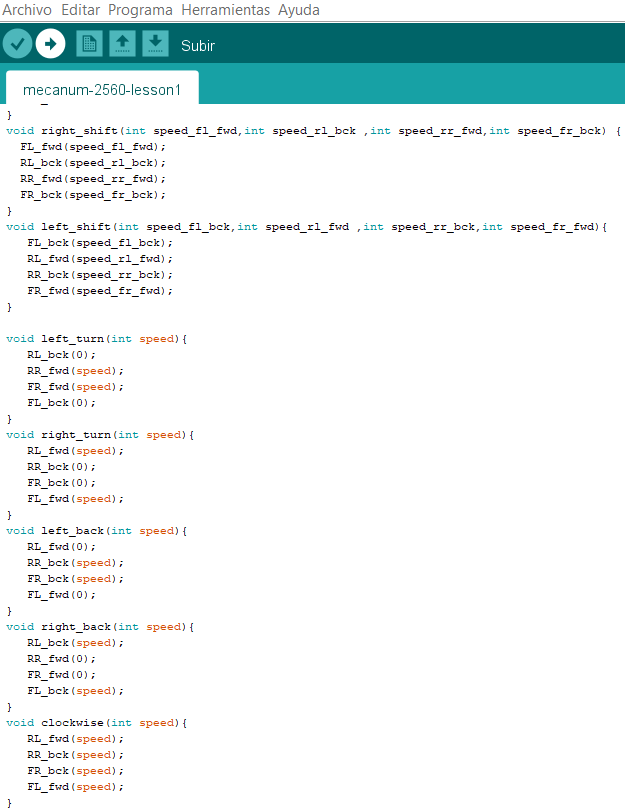 Archivo Editar Programa Herramientas Ayuda
Subir
mecanum-2560-lesson1
}
void right_shift(int speed_fl_fwd,int speed_rl_bck ,int speed_rr_fwd,int speed_fr_bck) {
  FL_fwd(speed_fl_fwd);
  RL_bck(speed_rl_bck);
  RR_fwd(speed_rr_fwd);
  FR_bck(speed_fr_bck);
}
void left_shift(int speed_fl_bck,int speed_rl_fwd ,int speed_rr_bck,int speed_fr_fwd){
   FL_bck(speed_fl_bck);
   RL_fwd(speed_rl_fwd);
   RR_bck(speed_rr_bck);
   FR_fwd(speed_fr_fwd);
}

void left_turn(int speed){
   RL_bck(0);
   RR_fwd(speed);
   FR_fwd(speed);
   FL_bck(0);
}
void right_turn(int speed){
   RL_fwd(speed);
   RR_bck(0);
   FR_bck(0);
   FL_fwd(speed);
}
void left_back(int speed){
   RL_fwd(0);
   RR_bck(speed);
   FR_bck(speed);
   FL_fwd(0);
}
void right_back(int speed){
   RL_bck(speed);
   RR_fwd(0);
   FR_fwd(0);
   FL_bck(speed);
}
void clockwise(int speed){
   RL_fwd(speed);
   RR_bck(speed);
   FR_bck(speed);
   FL_fwd(speed);
}